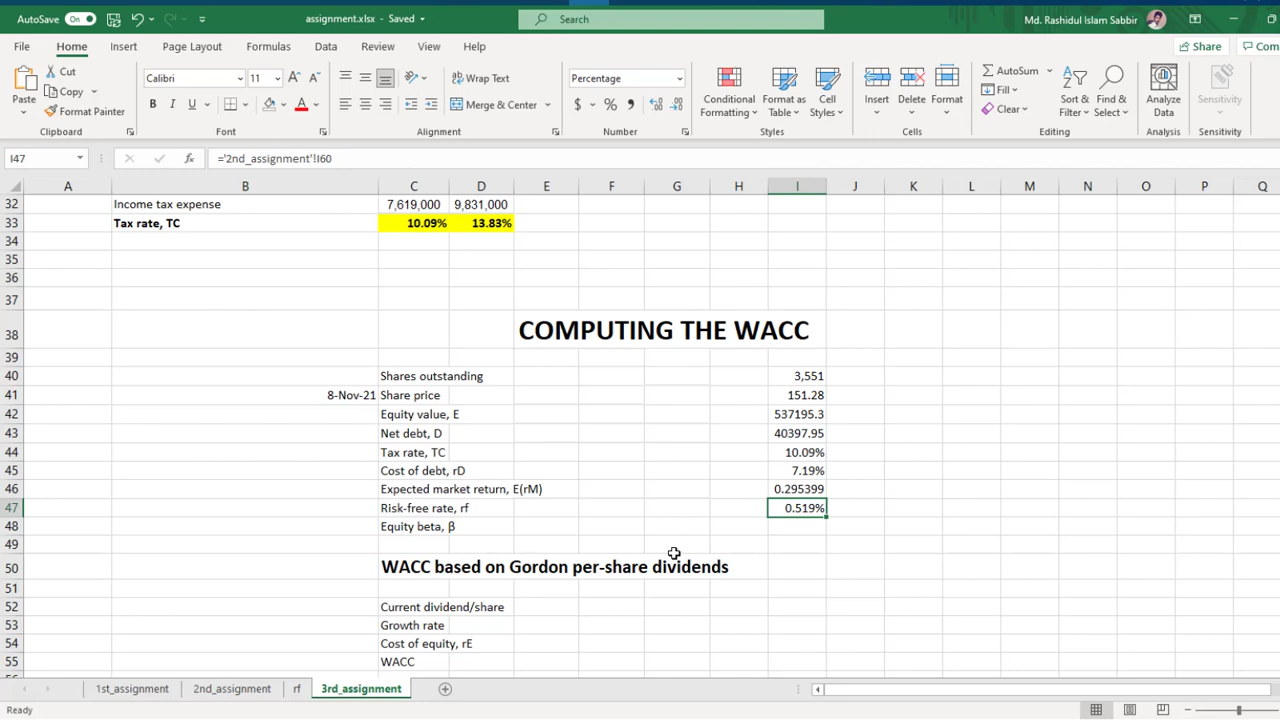 AutoSave On assignment.xlsx - Saved Search Md. Rashidul Islam Sabbir
File Home Insert Page Layout Formulas Data Review View Help Share Com
Paste Cut Copy Format Painter Clipboard
Calibri 11 B I U Font
Wrap Text Merge & Center Alignment
Percentage $ % Number
Conditional Formatting Format as Table Cell Styles Styles
Insert Delete Format Cells
AutoSum Fill Clear Sort & Filter Find & Select Editing
Analyze Data Analysis
Sensitivity Sensitivity
I47 fx ='2nd_assignment'!I60
A B C D E F G H I J K L M N O P Q
32 Income tax expense 7,619,000 9,831,000
33 Tax rate, TC 10.09% 13.83%
34
35
36
37
38 COMPUTING THE WACC
39
40 Shares outstanding 3,551
41 8-Nov-21 Share price 151.28
42 Equity value, E 537195.3
43 Net debt, D 40397.95
44 Tax rate, TC 10.09%
45 Cost of debt, rD 7.19%
46 Expected market return, E(rM) 0.295399
47 Risk-free rate, rf 0.519%
48 Equity beta, β
49
50 WACC based on Gordon per-share dividends
51
52 Current dividend/share
53 Growth rate
54 Cost of equity, rE
55 WACC
1st_assignment 2nd_assignment rf 3rd_assignment
Ready